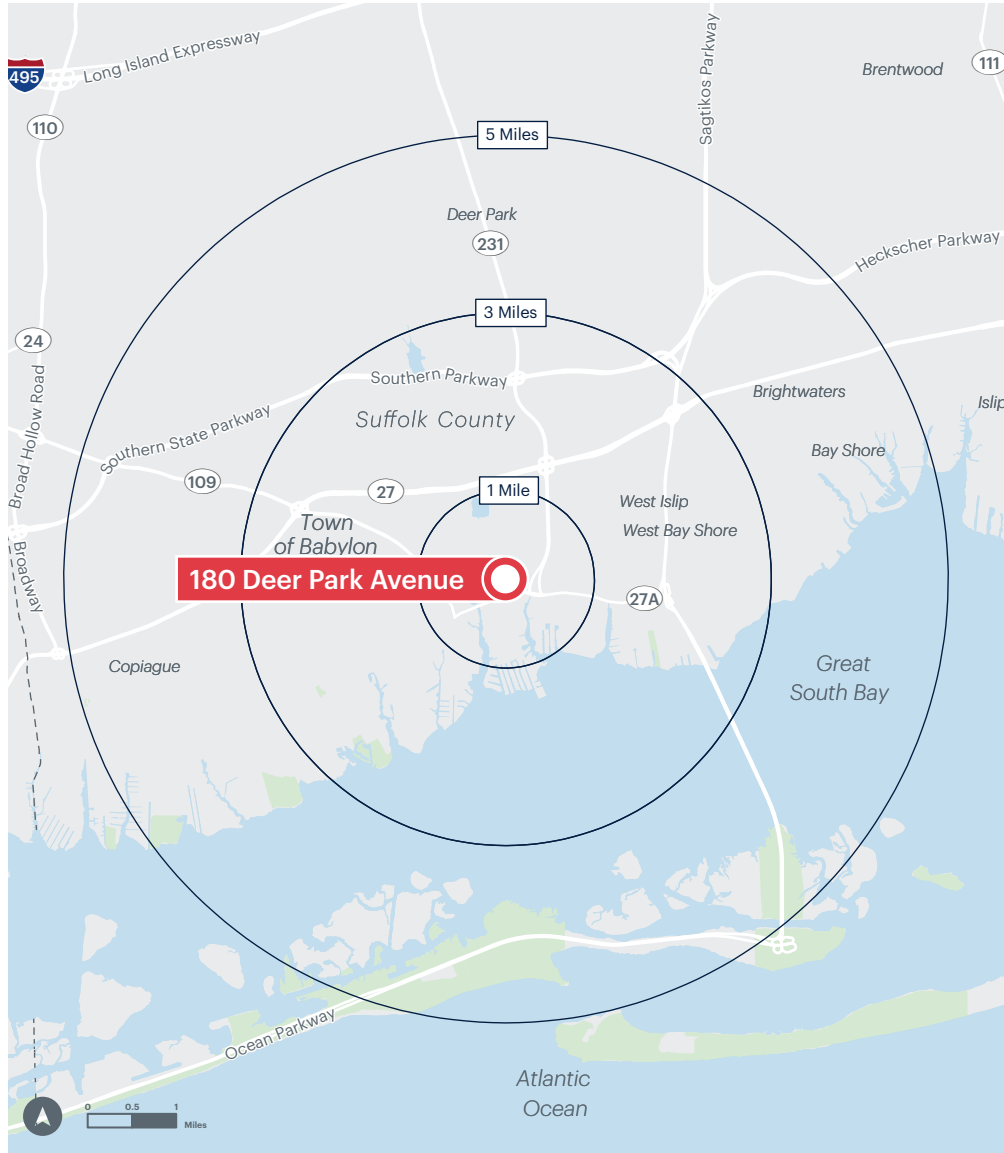 Long Island Expressway
495
110
Sagtikos Parkway
Brentwood
111
5 Miles
Deer Park
231
Heckscher Parkway
3 Miles
24
Southern Parkway
Suffolk County
Brightwaters
Islip
Broad Hollow Road
Southern State Parkway
109
27
1 Mile
Bay Shore
West Islip
West Bay Shore
Town
of Babylon
Broadway
180 Deer Park Avenue
27A
Copiague
Great
South Bay
Ocean Parkway
Atlantic
Ocean
0 0.5 1
Miles